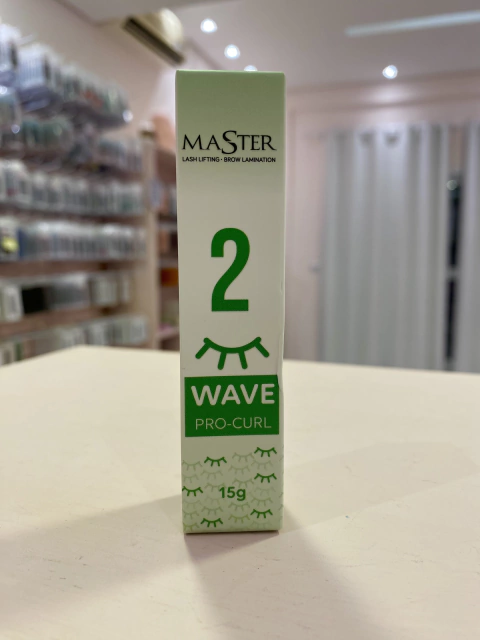 MASTER
LASH LIFTING • BROW LAMINATION
2
WAVE
PRO-CURL
15g